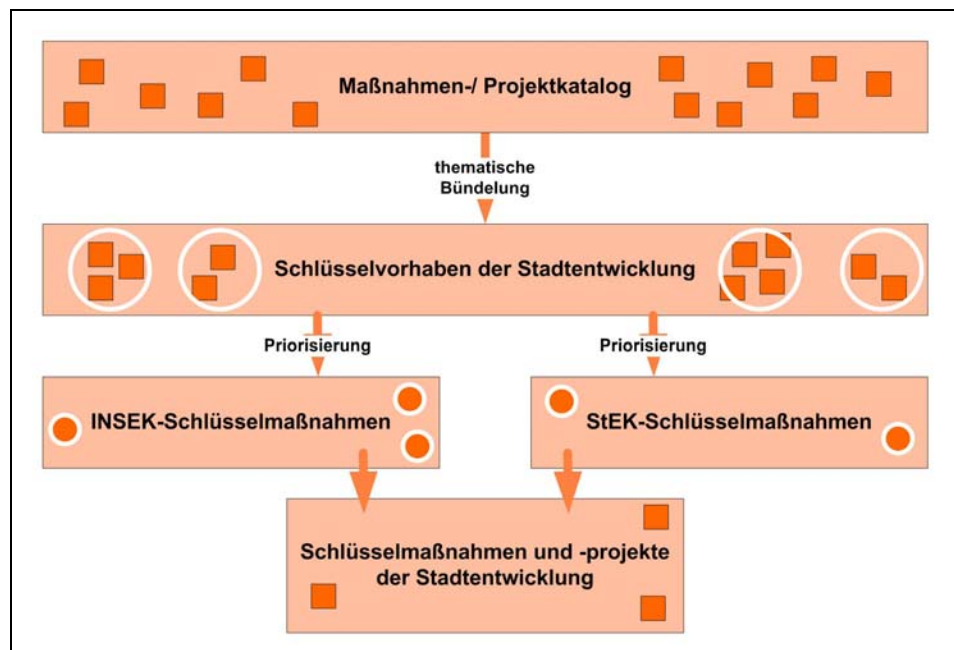 Maßnahmen-/ Projektkatalog
thematische
Bündelung
Schlüsselvorhaben der Stadtentwicklung
Priorisierung
Priorisierung
INSEK-Schlüsselmaßnahmen
StEK-Schlüsselmaßnahmen
Schlüsselmaßnahmen und -projekte
der Stadtentwicklung